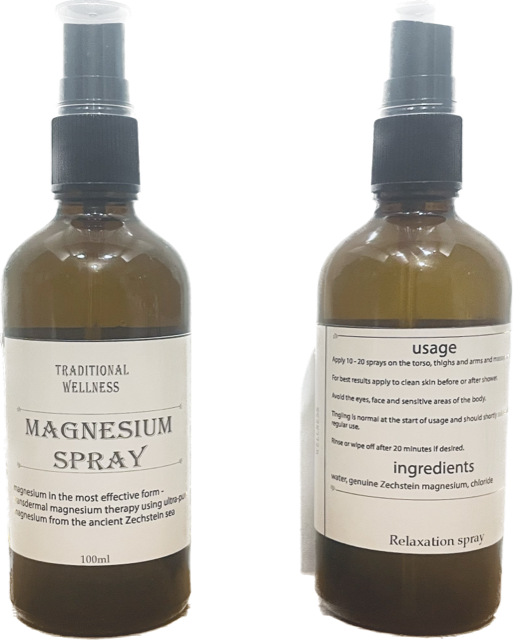 TRADITIONAL
WELLNESS
MAGNESIUM
SPRAY
magnesium in the most effective form -
transdermal magnesium therapy using ultra-pure
magnesium from the ancient Zechstein sea
100ml
usage
Apply 10 - 20 sprays on the torso, thighs and arms and
For best results apply to clean skin before or after shower.
Avoid the eyes, face and sensitive areas of the body.
Tingling is normal at the start of usage and should shortly
regular use.
Rinse or wipe off after 20 minutes if desired.
ingredients
water, genuine Zechstein magnesium, chloride
Relaxation spray